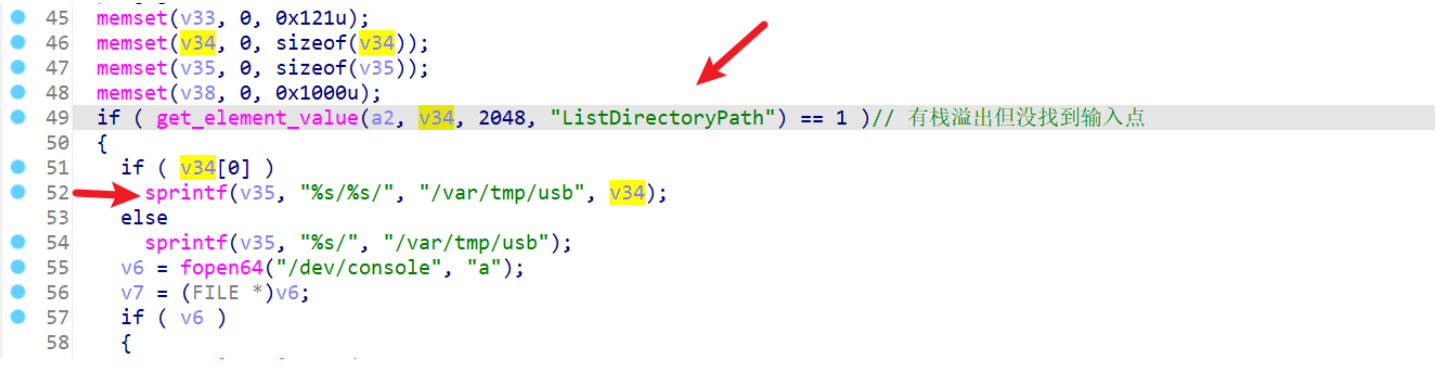 45 memset(v33, 0, 0x121u);
46 memset(v34, 0, sizeof(v34));
47 memset(v35, 0, sizeof(v35));
48 memset(v38, 0, 0x1000u);
49 if ( get_element_value(a2, v34, 2048, "ListDirectoryPath") == 1 )// 有栈溢出但没找到输入点
50 {
51 if ( v34[0] )
52 sprintf(v35, "%s/%s/", "/var/tmp/usb", v34);
53 else
54 sprintf(v35, "%s/", "/var/tmp/usb");
55 v6 = fopen64("/dev/console", "a");
56 v7 = (FILE *)v6;
57 if ( v6 )
58 {